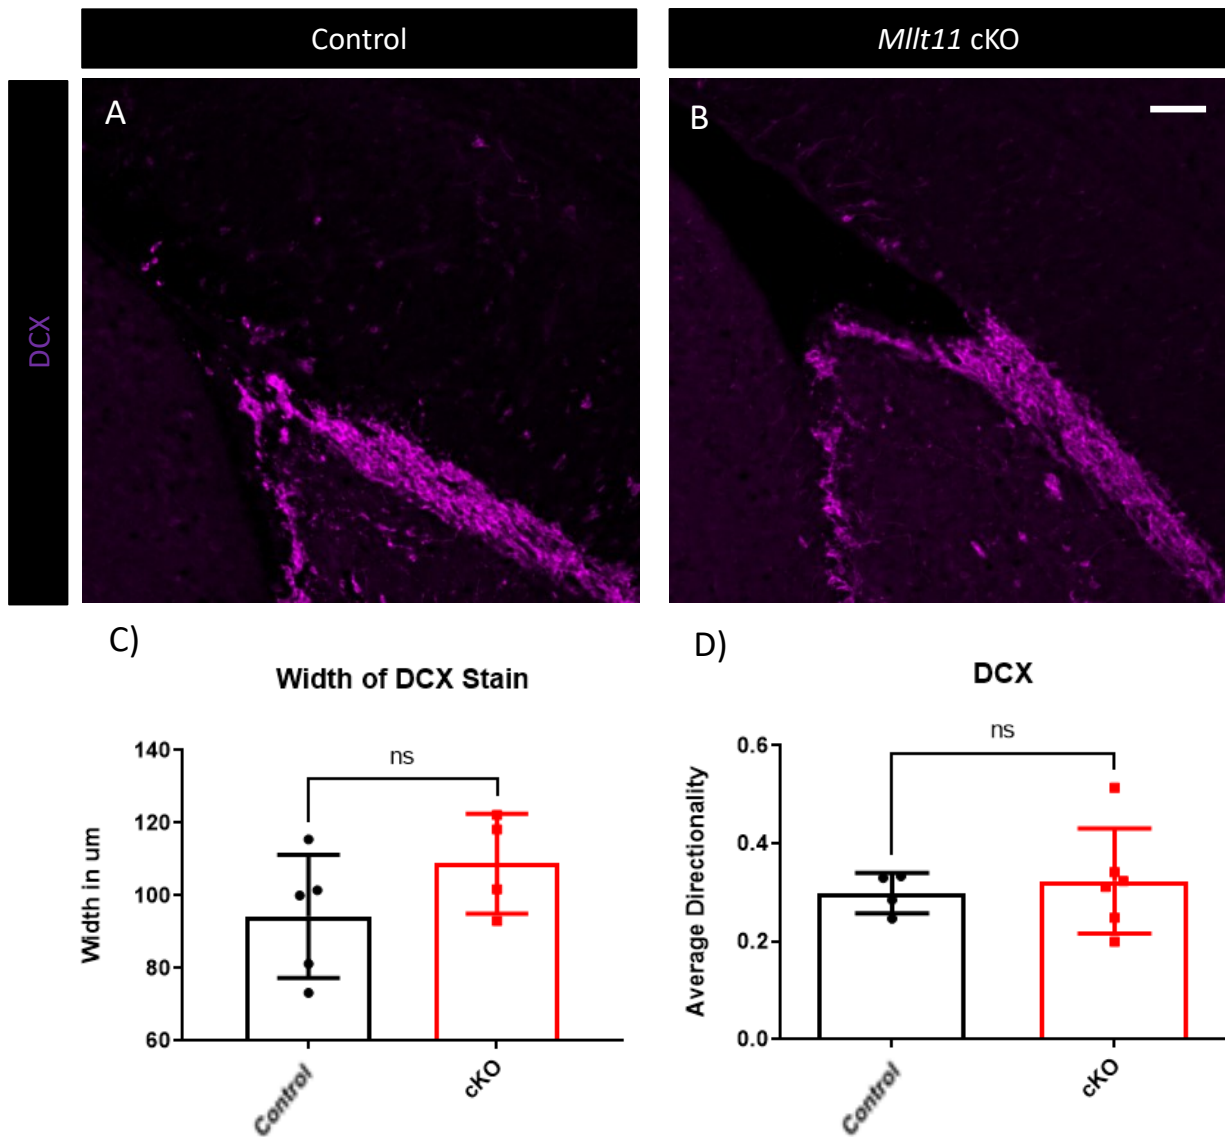 Control
Mllt11 cKO
DCX
A
B
C)
D)
Width of DCX Stain
DCX
ns
ns
Width in um
140
120
100
80
60
Control
cKO
Average Directionality
0.6
0.4
0.2
0.0
Control
cKO